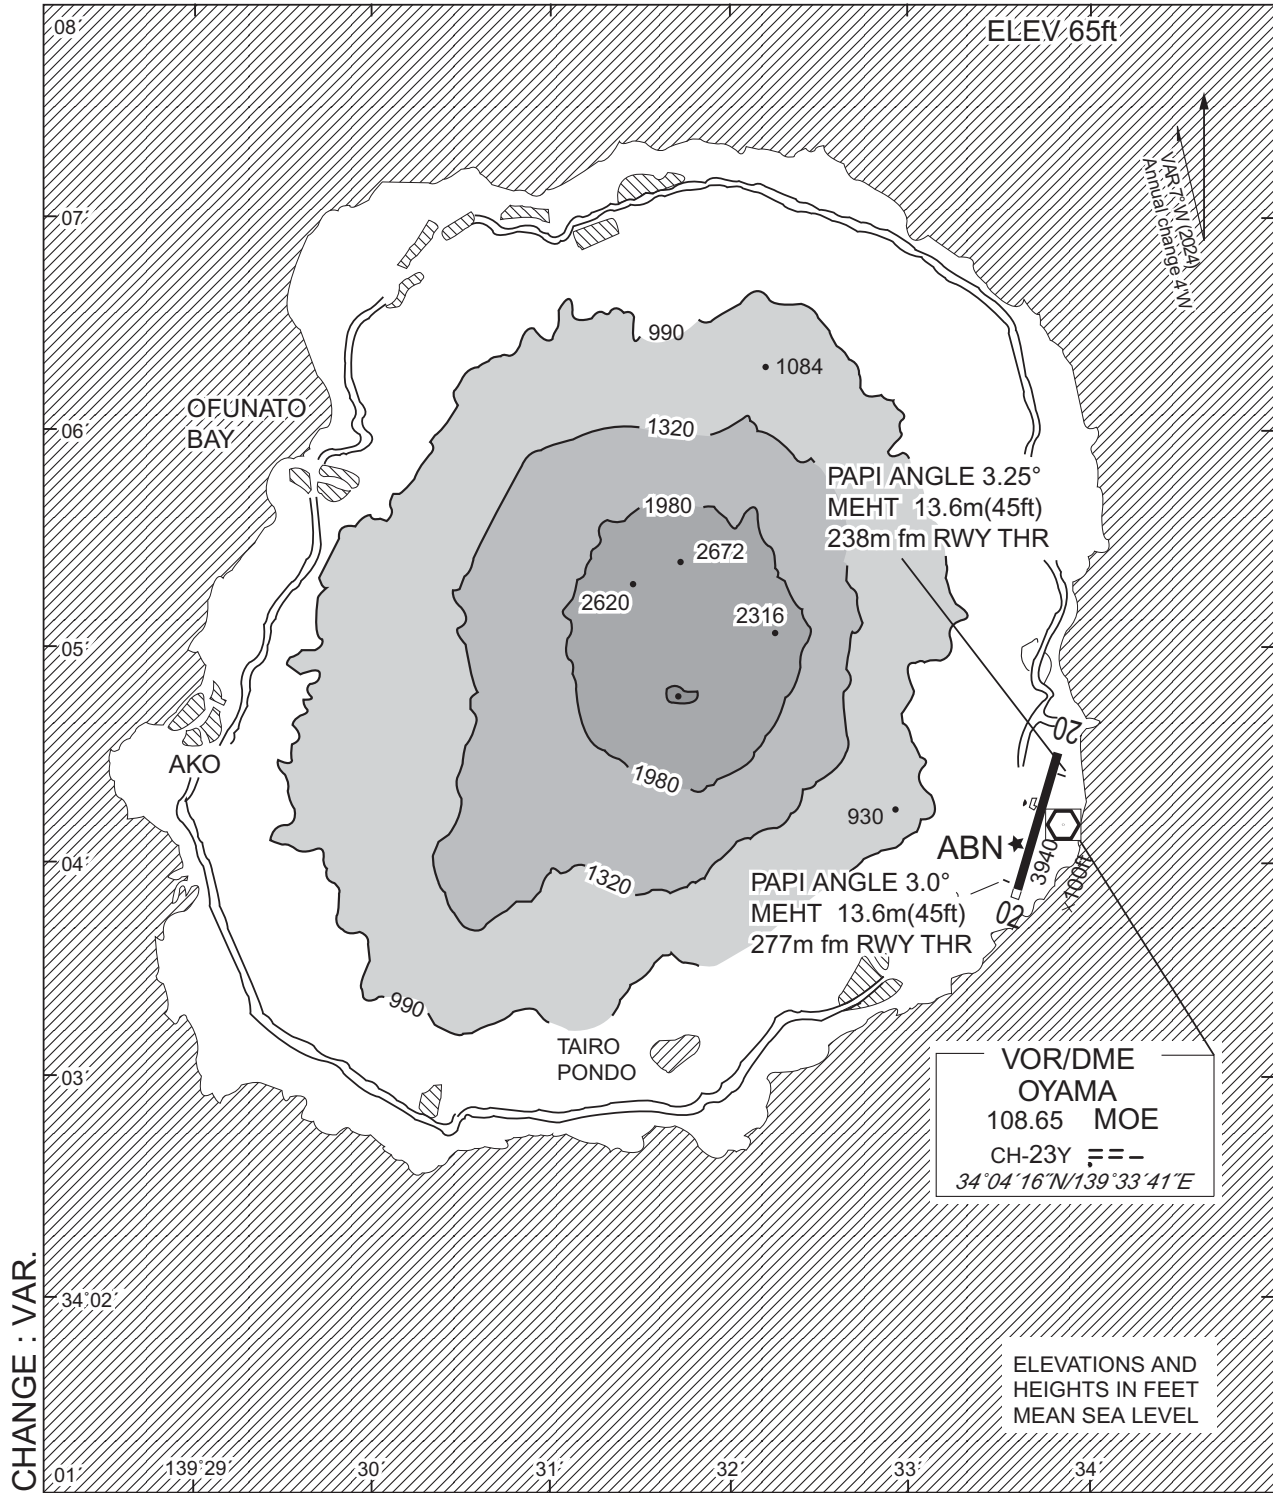 08´
ELEV 65ft
VAR 7°W (2024)
Annual change 4'W
07´
990
1084
OFUNATO
BAY
06´
1320
PAPI ANGLE 3.25°
MEHT 13.6m(45ft)
238m fm RWY THR
1980
2672
2620
2316
05´
20
AKO
1980
930
ABN
3940
×100ft
04´
1320
PAPI ANGLE 3.0°
MEHT 13.6m(45ft)
277m fm RWY THR
02
990
TAIRO
PONDO
03´
VOR/DME
OYAMA
108.65 MOE
CH-23Y
34°04´16˝N/139°33´41˝E
34°02´
CHANGE : VAR.
ELEVATIONS AND
HEIGHTS IN FEET
MEAN SEA LEVEL
01´
139°29´
30´
31´
32´
33´
34´